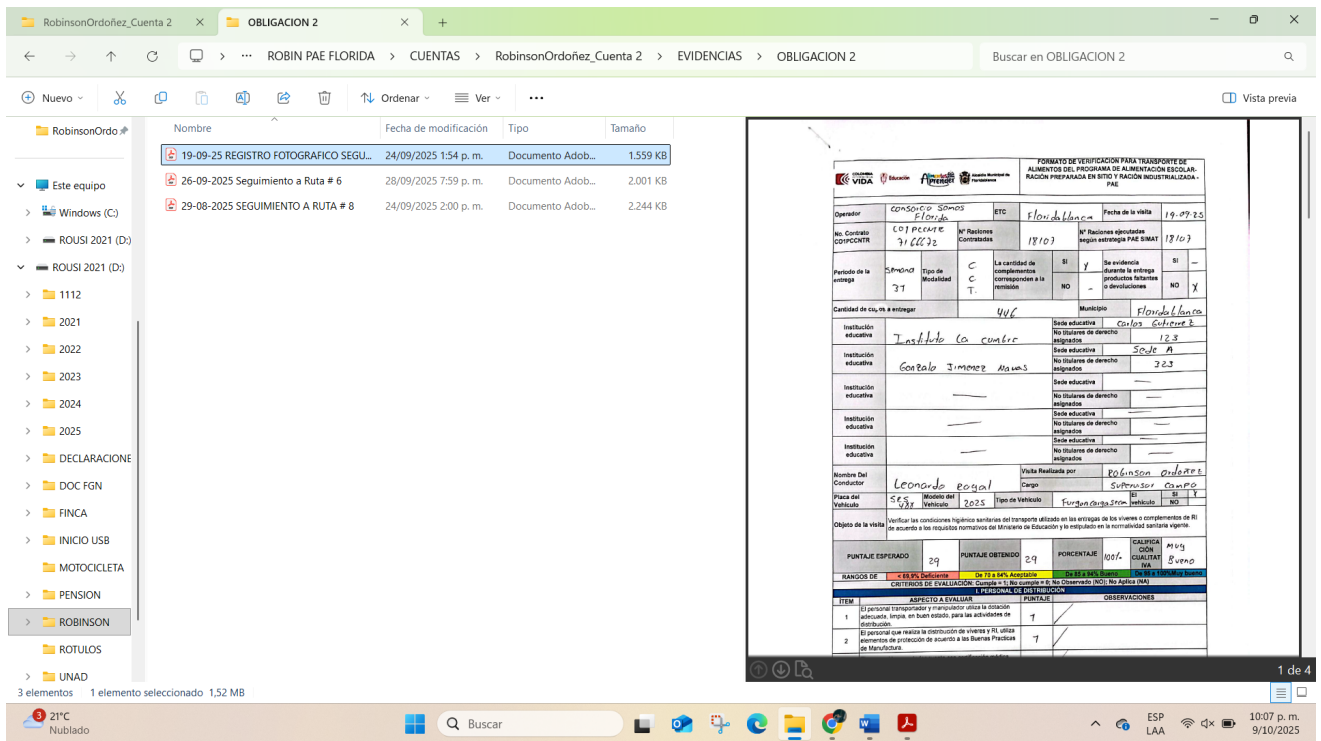 RobinsonOrdoñez_Cuenta 2
OBLIGACION 2
ROBIN PAE FLORIDA > CUENTAS > RobinsonOrdoñez_Cuenta 2 > EVIDENCIAS > OBLIGACION 2
Buscar en OBLIGACION 2
Nuevo
Ordenar
Ver
Vista previa
RobinsonOrdo
Este equipo
Windows (C:)
ROUSI 2021 (D:)
ROUSI 2021 (D:)
1112
2021
2022
2023
2024
2025
DECLARACIONE
DOC FGN
FINCA
INICIO USB
MOTOCICLETA
PENSION
ROBINSON
ROTULOS
UNAD
Nombre Fecha de modificación Tipo Tamaño
19-09-25 REGISTRO FOTOGRAFICO SEGU... 24/09/2025 1:54 p. m. Documento Adob... 1.559 KB
26-09-2025 Seguimiento a Ruta # 6 28/09/2025 7:59 p. m. Documento Adob... 2.001 KB
29-08-2025 SEGUIMIENTO A RUTA # 8 24/09/2025 2:00 p. m. Documento Adob... 2.244 KB
COLOMBIA
VIDA
Educación
Aprender
FORMATO DE VERIFICACIÓN PARA TRANSPORTE DE
ALIMENTOS DEL PROGRAMA DE ALIMENTACIÓN ESCOLAR-
RACIÓN PREPARADA EN SITIO Y RACIÓN INDUSTRIALIZADA -
PAE
Operador Consorcio Somos Florida ETC Floridablanca Fecha de la visita 19-09-25
No. Contrato CO1PCCNTR N° Raciones Contratadas 18107 N° Raciones ejecutadas según estrategia PAE SIMAT 18107
Periodo de la entrega Semana 37 Tipo de Modalidad C. C. T. La cantidad de complementos corresponden a la remisión SI NO - Se evidencia durante la entrega productos faltantes o devoluciones SI - NO X
Cantidad de cupos a entregar 446 Municipio Floridablanca
Institución educativa Instituto La cumbre Sede educativa Carlos Gutierrez
No titulares de derecho asignados 123
Institución educativa Gonzalo Jimenez Navas Sede educativa Sede A
No titulares de derecho asignados 323
Institución educativa — Sede educativa —
No titulares de derecho asignados —
Institución educativa — Sede educativa —
No titulares de derecho asignados —
Institución educativa — Sede educativa —
No titulares de derecho asignados —
Nombre Del Conductor Leonardo Visita Realizada por Robinson Ordoñez
Cargo Supervisor Campo
Placa del Vehiculo Modelo del Vehiculo 2025 Tipo de Vehiculo Furgon carga seca El vehiculo SI X NO
Objeto de la visita Verificar las condiciones higiénico sanitarias del transporte utilizado en las entregas de los víveres o complementos de RI
de acuerdo a los requisitos normativos del Ministerio de Educación y lo estipulado en la normatividad sanitaria vigente.
PUNTAJE ESPERADO 29 PUNTAJE OBTENIDO 29 PORCENTAJE 100% CALIFICACIÓN CUALITATIVA Muy Bueno
RANGOS DE < 69,9% Deficiente De 70 a 84% Aceptable De 85 a 94% Bueno
CRITERIOS DE EVALUACIÓN: Cumple = 1; No cumple = 0; No Observado (NO); No Aplica (NA)
I. PERSONAL DE DISTRIBUCIÓN
ITEM ASPECTO A EVALUAR PUNTAJE OBSERVACIONES
1 El personal transportador y manipulador utiliza la dotación
adecuada, limpia, en buen estado, para las actividades de
distribución. 1
2 El personal que realiza la distribución de víveres y RI, utiliza
elementos de protección de acuerdo a las Buenas Practicas
de Manufactura. 1
1 de 4
3 elementos 1 elemento seleccionado 1,52 MB
3
21°C
Nublado
Buscar
ESP
LAA
10:07 p. m.
9/10/2025